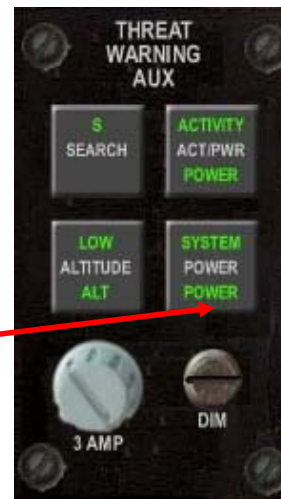 THREAT
WARNING
AUX
S
SEARCH
ACTIVITY
ACT/PWR
POWER
LOW
ALTITUDE
ALT
SYSTEM
POWER
POWER
3 AMP
DIM